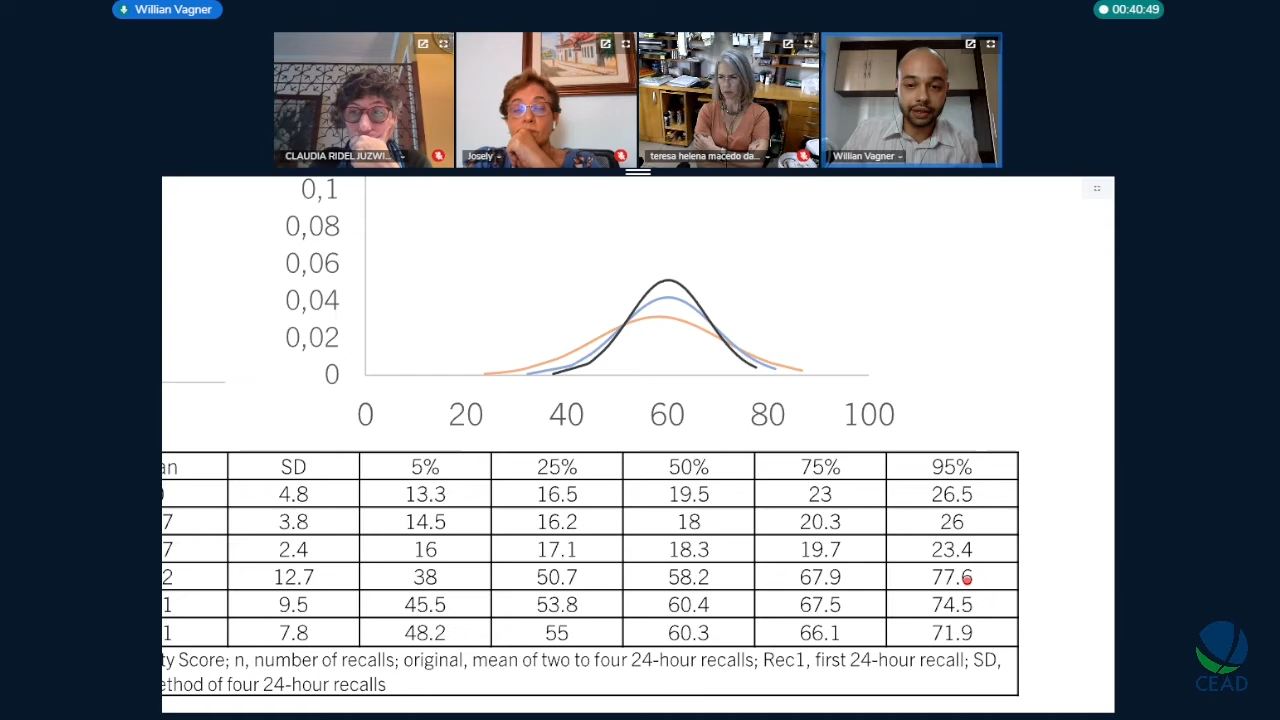 Willian Vagner
00:40:49
CLAUDIA RIDEL JUZWI...
Josely
teresa helena macedo da...
Willian Vagner
0,1
0,08
0,06
0,04
0,02
0
0 20 40 60 80 100
an SD 5% 25% 50% 75% 95%
4.8 13.3 16.5 19.5 23 26.5
7 3.8 14.5 16.2 18 20.3 26
7 2.4 16 17.1 18.3 19.7 23.4
2 12.7 38 50.7 58.2 67.9 77.6
1 9.5 45.5 53.8 60.4 67.5 74.5
1 7.8 48.2 55 60.3 66.1 71.9
ty Score; n, number of recalls; original, mean of two to four 24-hour recalls; Rec1, first 24-hour recall; SD,
ethod of four 24-hour recalls
CEAD